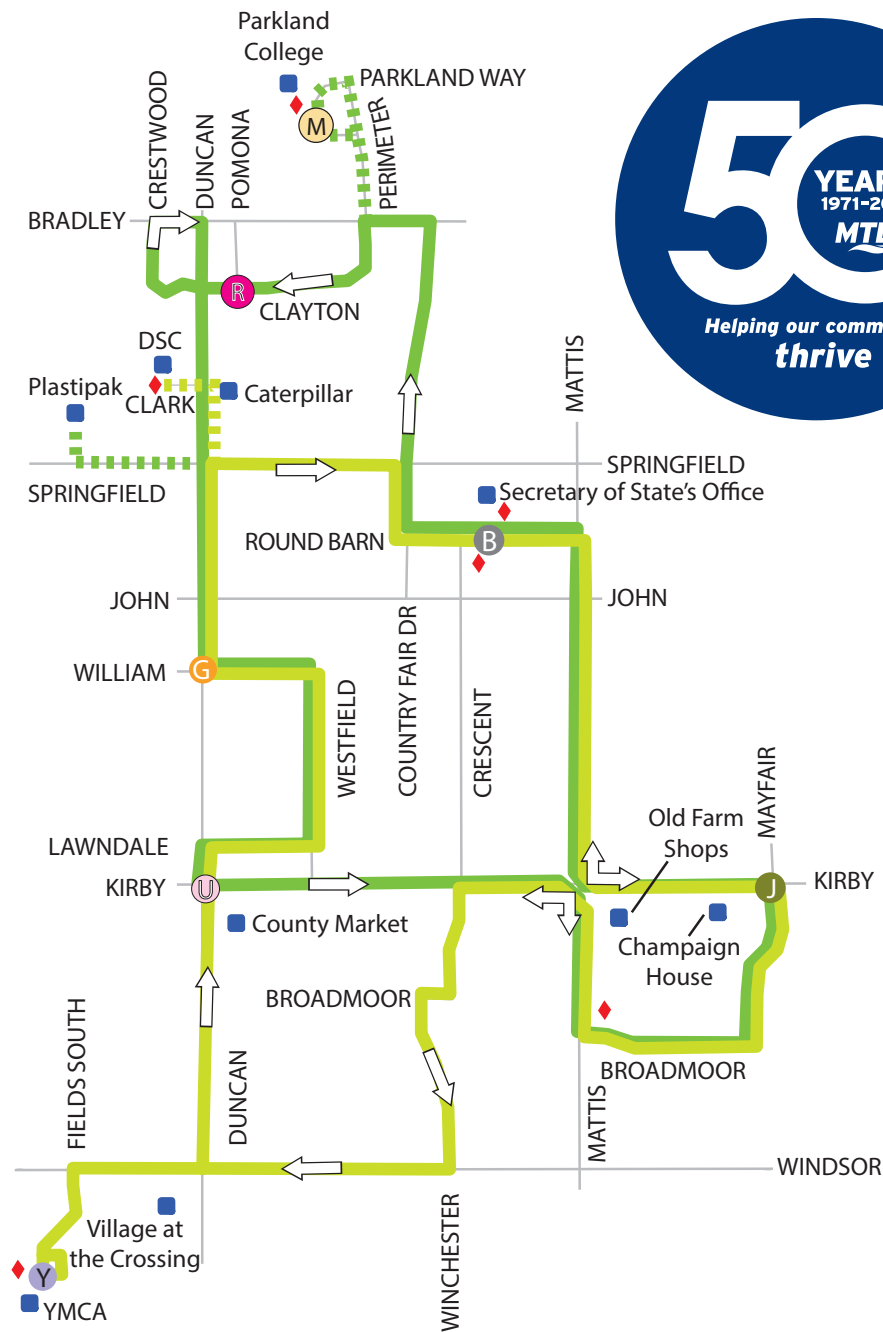 Parkland
College
PARKLAND WAY
M
CRESTWOOD
DUNCAN
POMONA
PERIMETER
BRADLEY
R
CLAYTON
50
1971-20
Helping our comm
thrive
DSC
Plastipak
CLARK
Caterpillar
MATTIS
SPRINGFIELD
SPRINGFIELD
Secretary of State's Office
ROUND BARN
B
JOHN
JOHN
WILLIAM
G
WESTFIELD
COUNTRY FAIR DR
CRESCENT
MAYFAIR
Old Farm
Shops
LAWNDALE
KIRBY
U
J
KIRBY
County Market
Champaign
House
BROADMOOR
BROADMOOR
FIELDS SOUTH
DUNCAN
MATTIS
WINDSOR
Village at
the Crossing
WINCHESTER
Y
YMCA